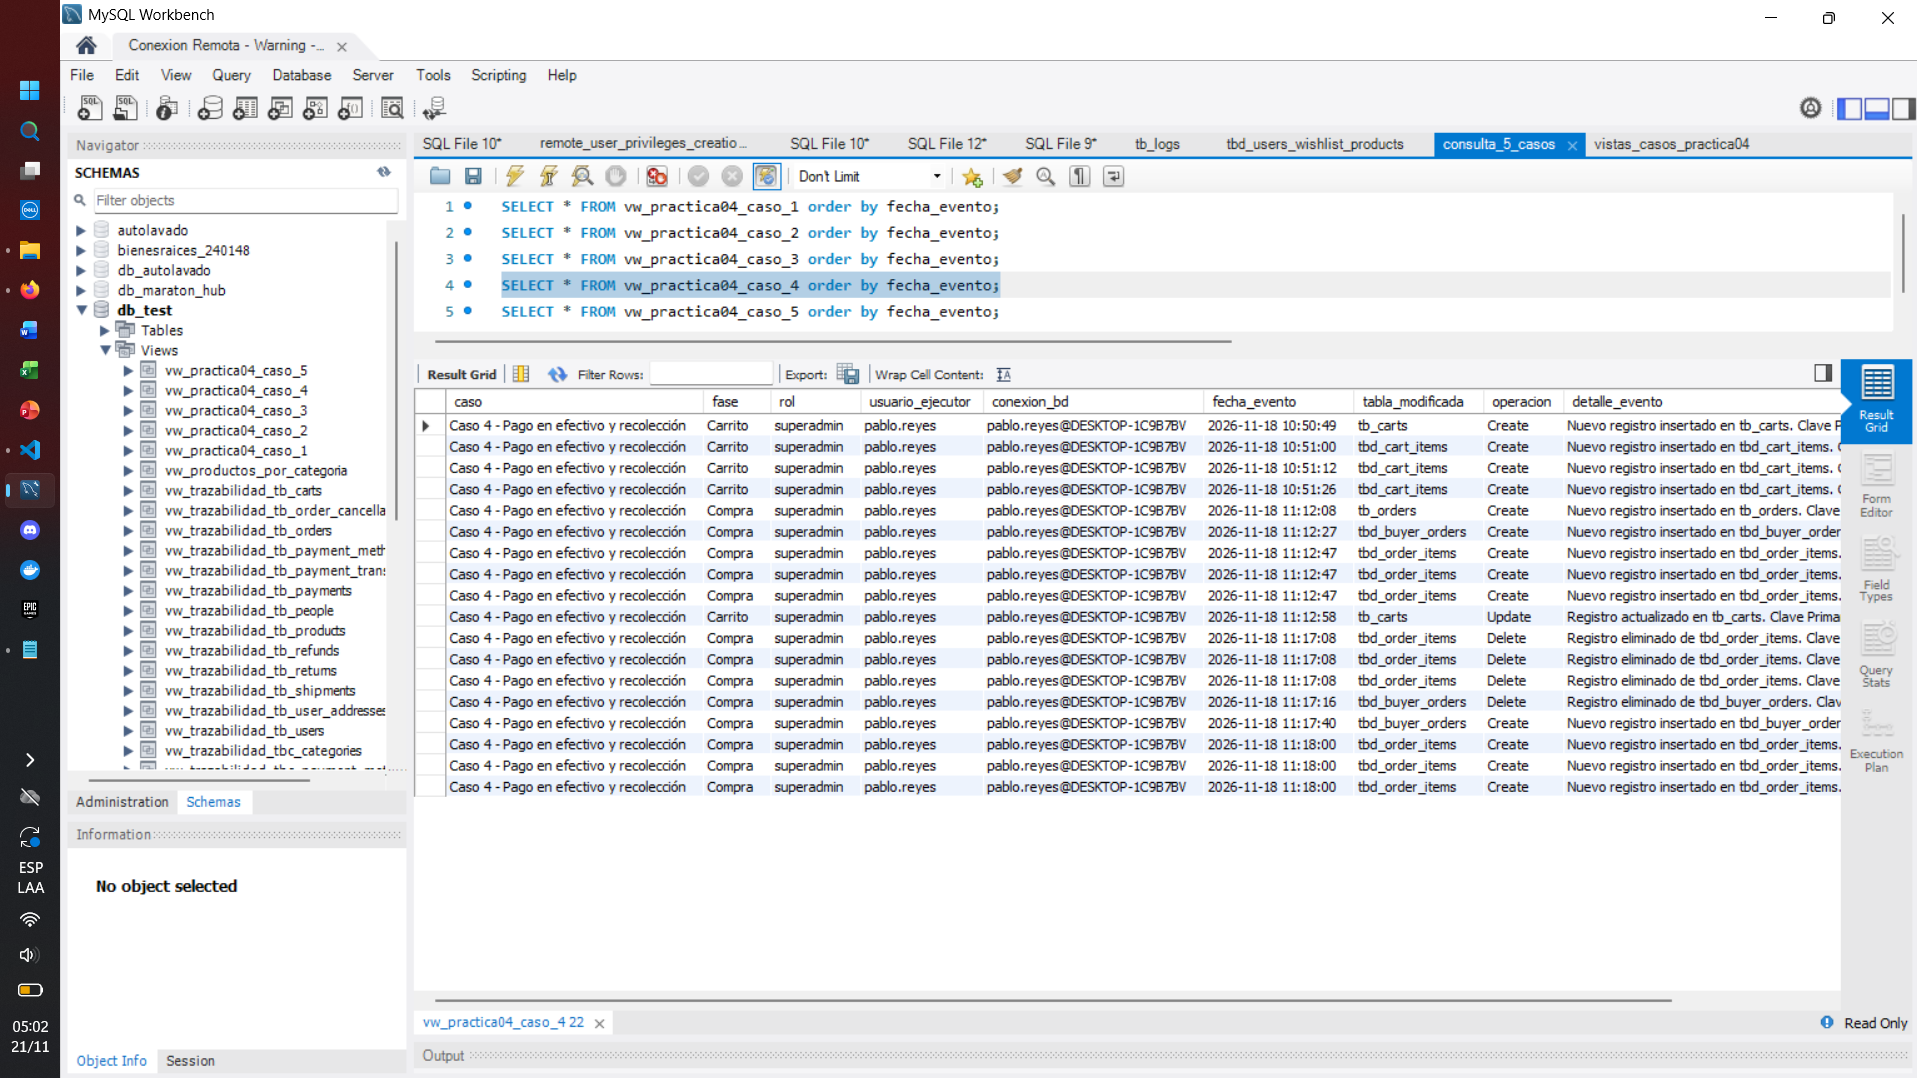 MySQL Workbench
Conexion Remota - Warning -...
File Edit View Query Database Server Tools Scripting Help
Navigator
SCHEMAS
Filter objects
autolavado
bienesraices_240148
db_autolavado
db_maraton_hub
db_test
Tables
Views
vw_practica04_caso_5
vw_practica04_caso_4
vw_practica04_caso_3
vw_practica04_caso_2
vw_practica04_caso_1
vw_productos_por_categoria
vw_trazabilidad_tb_carts
vw_trazabilidad_tb_order_cancella
vw_trazabilidad_tb_orders
vw_trazabilidad_tb_payment_meth
vw_trazabilidad_tb_payment_trans
vw_trazabilidad_tb_payments
vw_trazabilidad_tb_people
vw_trazabilidad_tb_products
vw_trazabilidad_tb_refunds
vw_trazabilidad_tb_returns
vw_trazabilidad_tb_shipments
vw_trazabilidad_tb_user_addresses
vw_trazabilidad_tb_users
vw_trazabilidad_tbc_categories
Administration Schemas
Information
No object selected
Object Info Session
SQL File 10* remote_user_privileges_creatio... SQL File 10* SQL File 12* SQL File 9* tb_logs tbd_users_wishlist_products consulta_5_casos vistas_casos_practica04
Don't Limit
1 SELECT * FROM vw_practica04_caso_1 order by fecha_evento;
2 SELECT * FROM vw_practica04_caso_2 order by fecha_evento;
3 SELECT * FROM vw_practica04_caso_3 order by fecha_evento;
4 SELECT * FROM vw_practica04_caso_4 order by fecha_evento;
5 SELECT * FROM vw_practica04_caso_5 order by fecha_evento;
Result Grid Filter Rows: Export: Wrap Cell Content:
caso fase rol usuario_ejecutor conexion_bd fecha_evento tabla_modificada operacion detalle_evento
Caso 4 - Pago en efectivo y recolección Carrito superadmin pablo.reyes pablo.reyes@DESKTOP-1C9B7BV 2026-11-18 10:50:49 tb_carts Create Nuevo registro insertado en tb_carts. Clave P
Caso 4 - Pago en efectivo y recolección Carrito superadmin pablo.reyes pablo.reyes@DESKTOP-1C9B7BV 2026-11-18 10:51:00 tbd_cart_items Create Nuevo registro insertado en tbd_cart_items. C
Caso 4 - Pago en efectivo y recolección Carrito superadmin pablo.reyes pablo.reyes@DESKTOP-1C9B7BV 2026-11-18 10:51:12 tbd_cart_items Create Nuevo registro insertado en tbd_cart_items. C
Caso 4 - Pago en efectivo y recolección Carrito superadmin pablo.reyes pablo.reyes@DESKTOP-1C9B7BV 2026-11-18 10:51:26 tbd_cart_items Create Nuevo registro insertado en tbd_cart_items. C
Caso 4 - Pago en efectivo y recolección Compra superadmin pablo.reyes pablo.reyes@DESKTOP-1C9B7BV 2026-11-18 11:12:08 tb_orders Create Nuevo registro insertado en tb_orders. Clave
Caso 4 - Pago en efectivo y recolección Compra superadmin pablo.reyes pablo.reyes@DESKTOP-1C9B7BV 2026-11-18 11:12:27 tbd_buyer_orders Create Nuevo registro insertado en tbd_buyer_order
Caso 4 - Pago en efectivo y recolección Compra superadmin pablo.reyes pablo.reyes@DESKTOP-1C9B7BV 2026-11-18 11:12:47 tbd_order_items Create Nuevo registro insertado en tbd_order_items.
Caso 4 - Pago en efectivo y recolección Compra superadmin pablo.reyes pablo.reyes@DESKTOP-1C9B7BV 2026-11-18 11:12:47 tbd_order_items Create Nuevo registro insertado en tbd_order_items.
Caso 4 - Pago en efectivo y recolección Compra superadmin pablo.reyes pablo.reyes@DESKTOP-1C9B7BV 2026-11-18 11:12:47 tbd_order_items Create Nuevo registro insertado en tbd_order_items.
Caso 4 - Pago en efectivo y recolección Carrito superadmin pablo.reyes pablo.reyes@DESKTOP-1C9B7BV 2026-11-18 11:12:58 tb_carts Update Registro actualizado en tb_carts. Clave Prima
Caso 4 - Pago en efectivo y recolección Compra superadmin pablo.reyes pablo.reyes@DESKTOP-1C9B7BV 2026-11-18 11:17:08 tbd_order_items Delete Registro eliminado de tbd_order_items. Clave
Caso 4 - Pago en efectivo y recolección Compra superadmin pablo.reyes pablo.reyes@DESKTOP-1C9B7BV 2026-11-18 11:17:08 tbd_order_items Delete Registro eliminado de tbd_order_items. Clave
Caso 4 - Pago en efectivo y recolección Compra superadmin pablo.reyes pablo.reyes@DESKTOP-1C9B7BV 2026-11-18 11:17:08 tbd_order_items Delete Registro eliminado de tbd_order_items. Clave
Caso 4 - Pago en efectivo y recolección Compra superadmin pablo.reyes pablo.reyes@DESKTOP-1C9B7BV 2026-11-18 11:17:16 tbd_buyer_orders Delete Registro eliminado de tbd_buyer_orders. Clav
Caso 4 - Pago en efectivo y recolección Compra superadmin pablo.reyes pablo.reyes@DESKTOP-1C9B7BV 2026-11-18 11:17:40 tbd_buyer_orders Create Nuevo registro insertado en tbd_buyer_order
Caso 4 - Pago en efectivo y recolección Compra superadmin pablo.reyes pablo.reyes@DESKTOP-1C9B7BV 2026-11-18 11:18:00 tbd_order_items Create Nuevo registro insertado en tbd_order_items.
Caso 4 - Pago en efectivo y recolección Compra superadmin pablo.reyes pablo.reyes@DESKTOP-1C9B7BV 2026-11-18 11:18:00 tbd_order_items Create Nuevo registro insertado en tbd_order_items.
Caso 4 - Pago en efectivo y recolección Compra superadmin pablo.reyes pablo.reyes@DESKTOP-1C9B7BV 2026-11-18 11:18:00 tbd_order_items Create Nuevo registro insertado en tbd_order_items.
Result
Grid
Form
Editor
Field
Types
Query
Stats
Execution
Plan
vw_practica04_caso_4 22
Read Only
Output
ESP
LAA
05:02
21/11